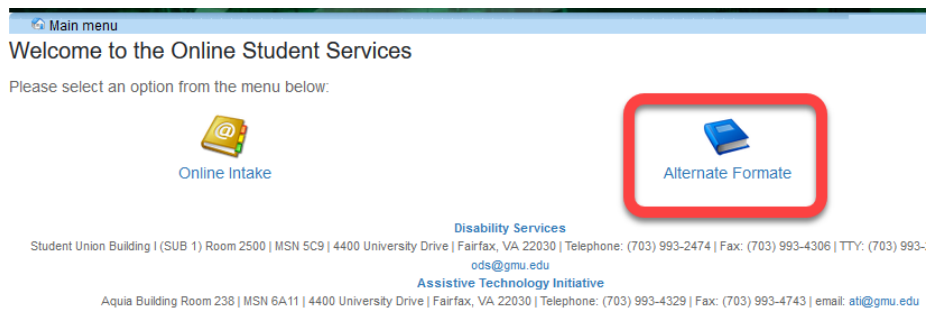 Main menu
Welcome to the Online Student Services
Please select an option from the menu below:
Online Intake
Alternate Formate
Disability Services
Student Union Building I (SUB 1) Room 2500 | MSN 5C9 | 4400 University Drive | Fairfax, VA 22030 | Telephone: (703) 993-2474 | Fax: (703) 993-4306 | TTY: (703) 993-
ods@gmu.edu
Assistive Technology Initiative
Aquia Building Room 238 | MSN 6A11 | 4400 University Drive | Fairfax, VA 22030 | Telephone: (703) 993-4329 | Fax: (703) 993-4743 | email: ati@gmu.edu